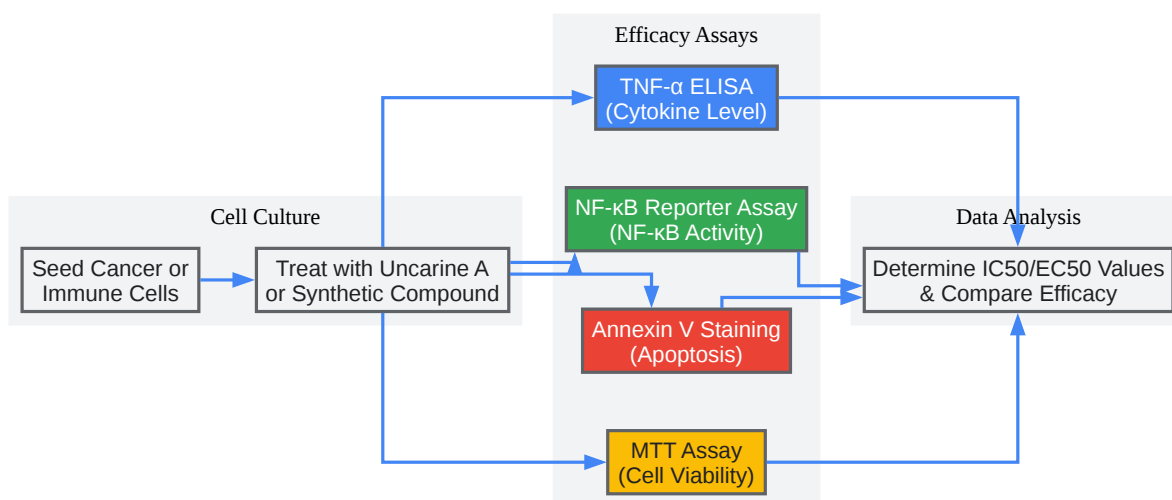 Efficacy Assays
TNF-α ELISA
(Cytokine Level)
Cell Culture
NF-κB Reporter Assay
(NF-κB Activity)
Data Analysis
Seed Cancer or
Immune Cells
Treat with Uncarine A
or Synthetic Compound
Determine IC50/EC50 Values
& Compare Efficacy
Annexin V Staining
(Apoptosis)
MTT Assay
(Cell Viability)